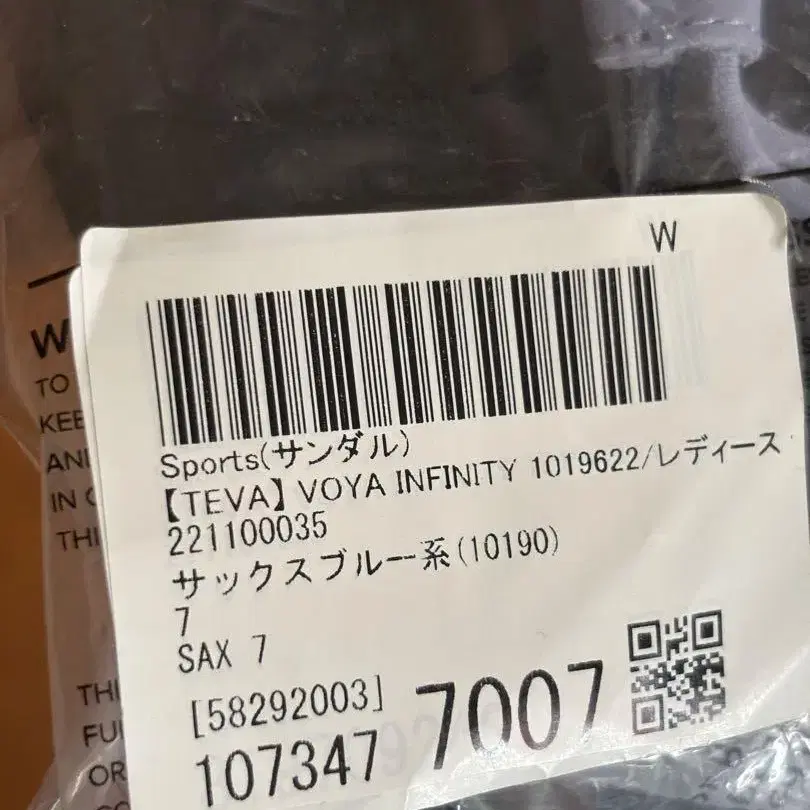 W
Sports(サンダル)
【TEVA】 VOYA INFINITY 1019622/レディース
221100035
サックスブルー系(10190)
7
SAX 7
[58292003]
107347 7007
W
TO
KEE
AND
IN
THI
THI
FU
OR